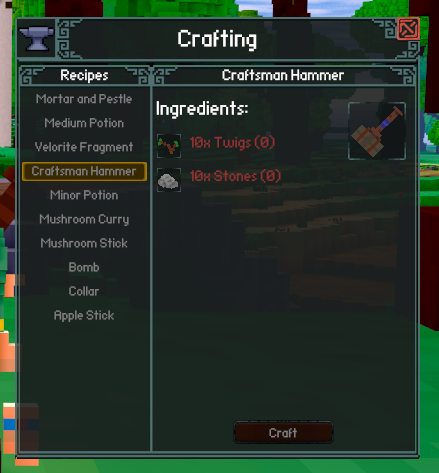 Crafting
Recipes
Mortar and Pestle
Medium Potion
Velorite Fragment
Craftsman Hammer
Minor Potion
Mushroom Curry
Mushroom Stick
Bomb
Collar
Apple Stick
Craftsman Hammer
Ingredients:
10x Twigs (0)
10x Stones (0)
Craft